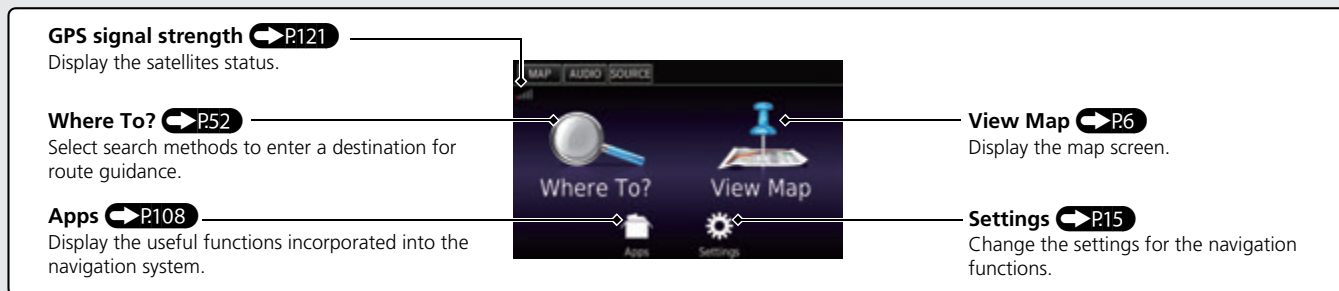 GPS signal strength P.121
Display the satellites status.
Where To? P.52
Select search methods to enter a destination for
route guidance.
Apps P.108
Display the useful functions incorporated into the
navigation system.
MAP AUDIO SOURCE
Where To? View Map
Apps Settings
View Map P.6
Display the map screen.
Settings P.15
Change the settings for the navigation
functions.